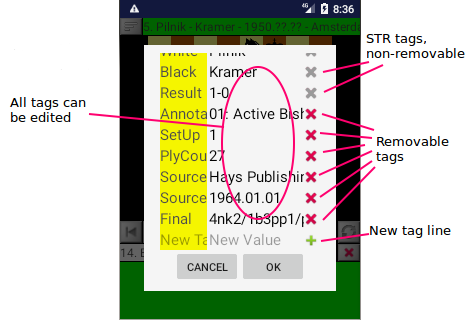 8:36
5. Pilnik - Kramer - 1950.??.?? - Amsterda
STR tags,
non-removable
White Pilnik
Black Kramer
Result 1-0
All tags can
be edited
Annota 01: Active Bish
SetUp 1
PlyCou 27
Removable
tags
Source Hays Publishin
Source 1964.01.01
Final 4nk2/1b3pp1/p
New Ta New Value
New tag line
14.
CANCEL OK